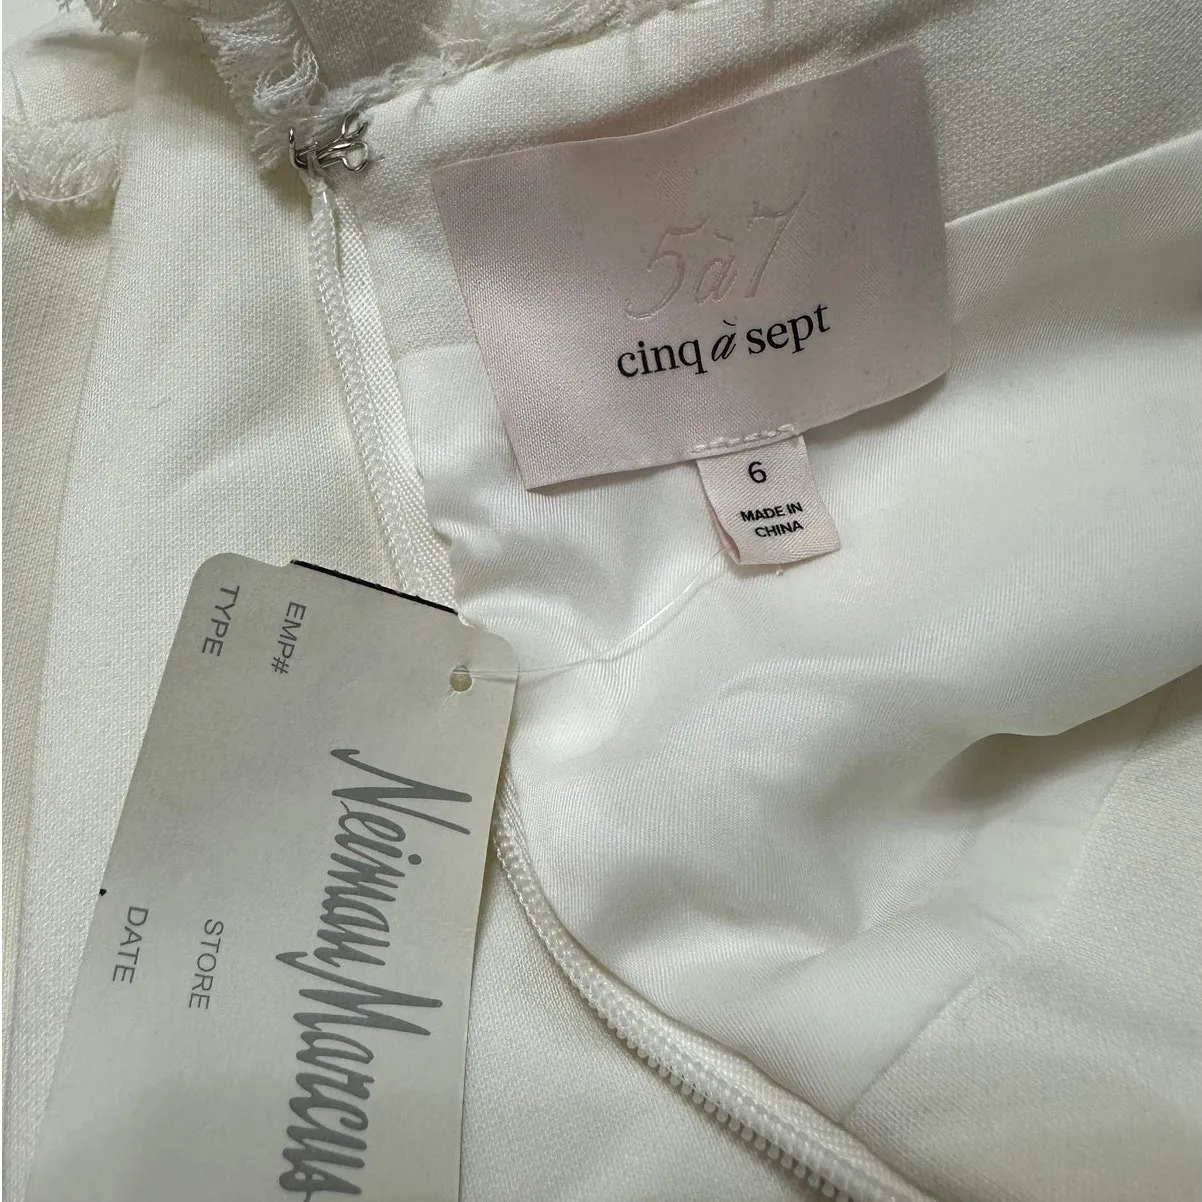 5à7
cinq à sept
6
MADE IN
CHINA
EMP#
TYPE
Neiman Marcus
STORE
DATE